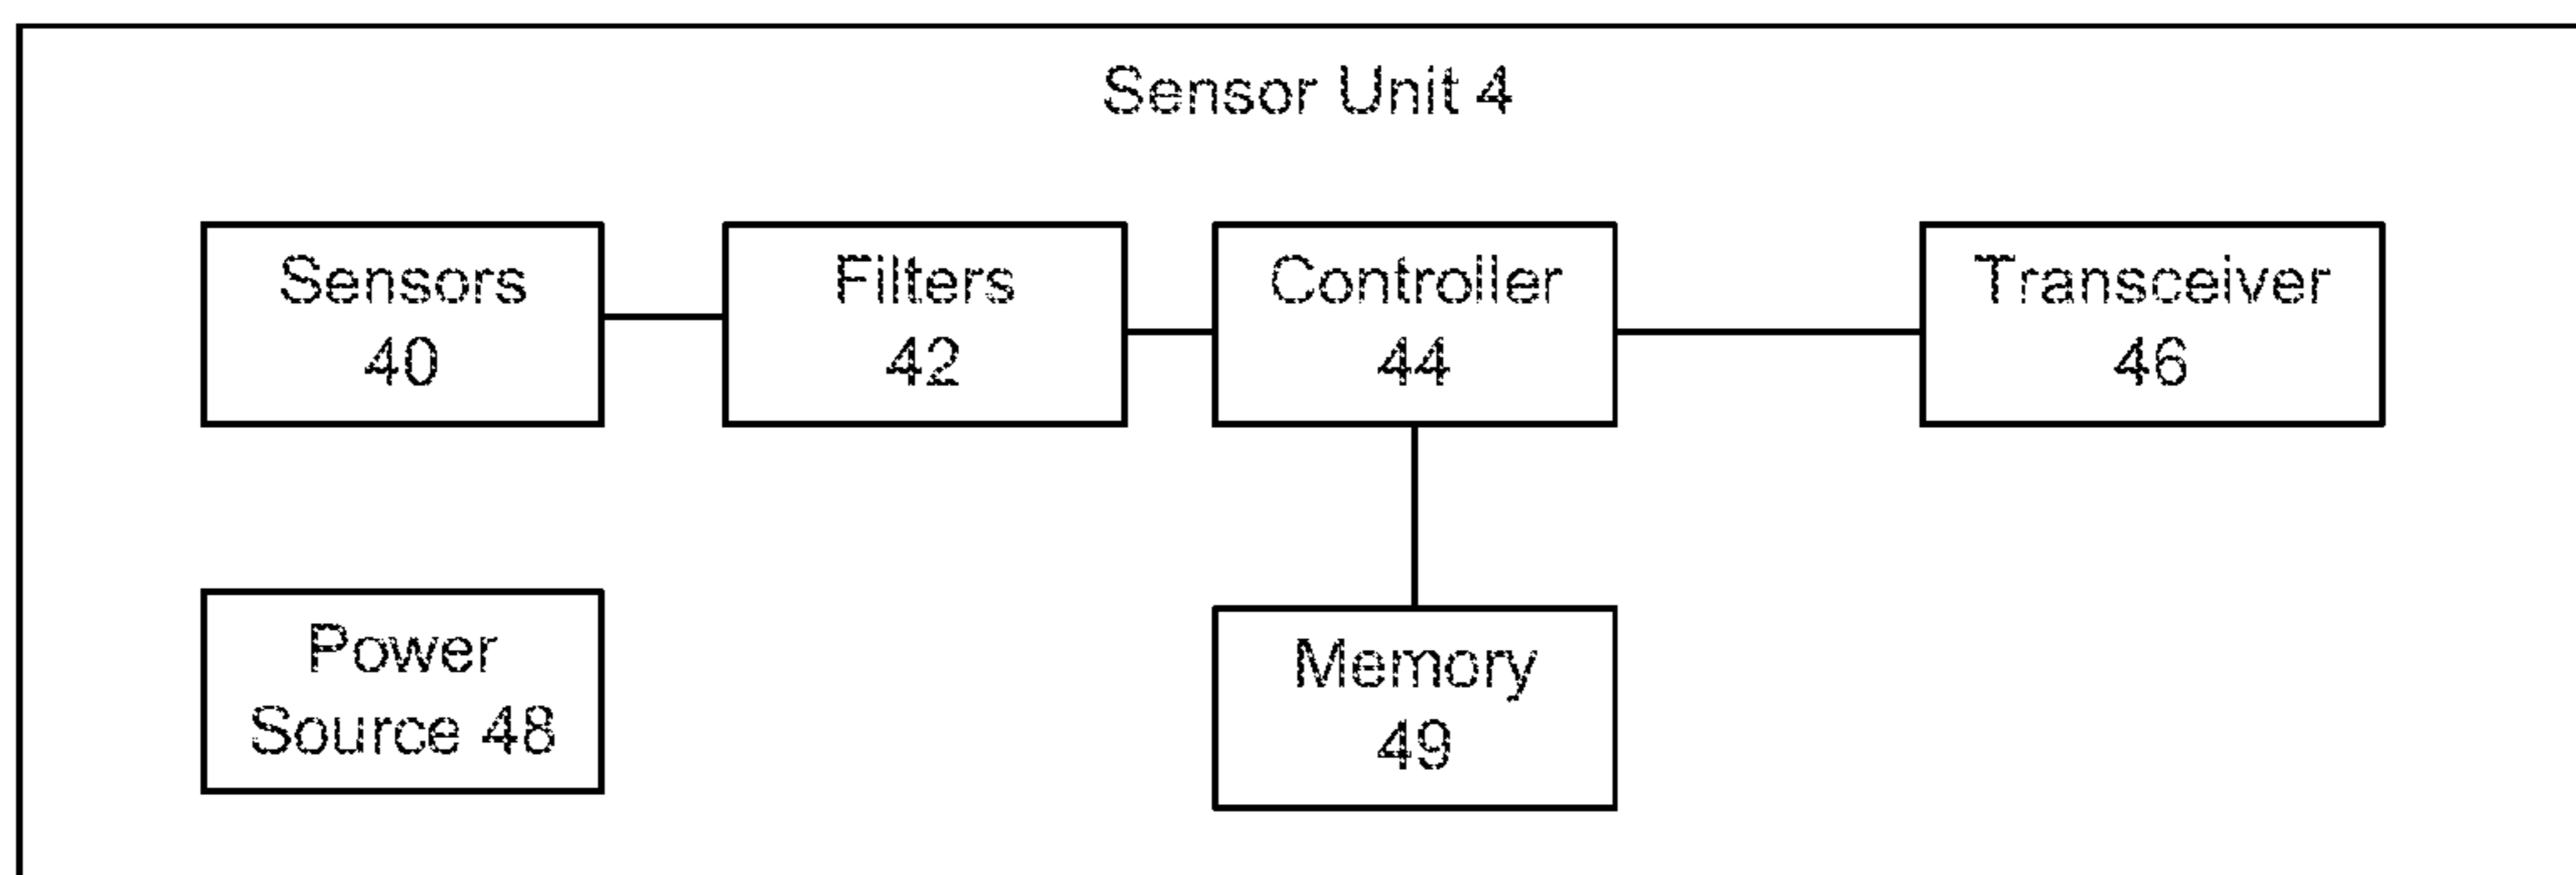 Sensor Unit 4
Sensors
40
Filters
42
Controller
44
Transceiver
46
Power
Source 48
Memory
49